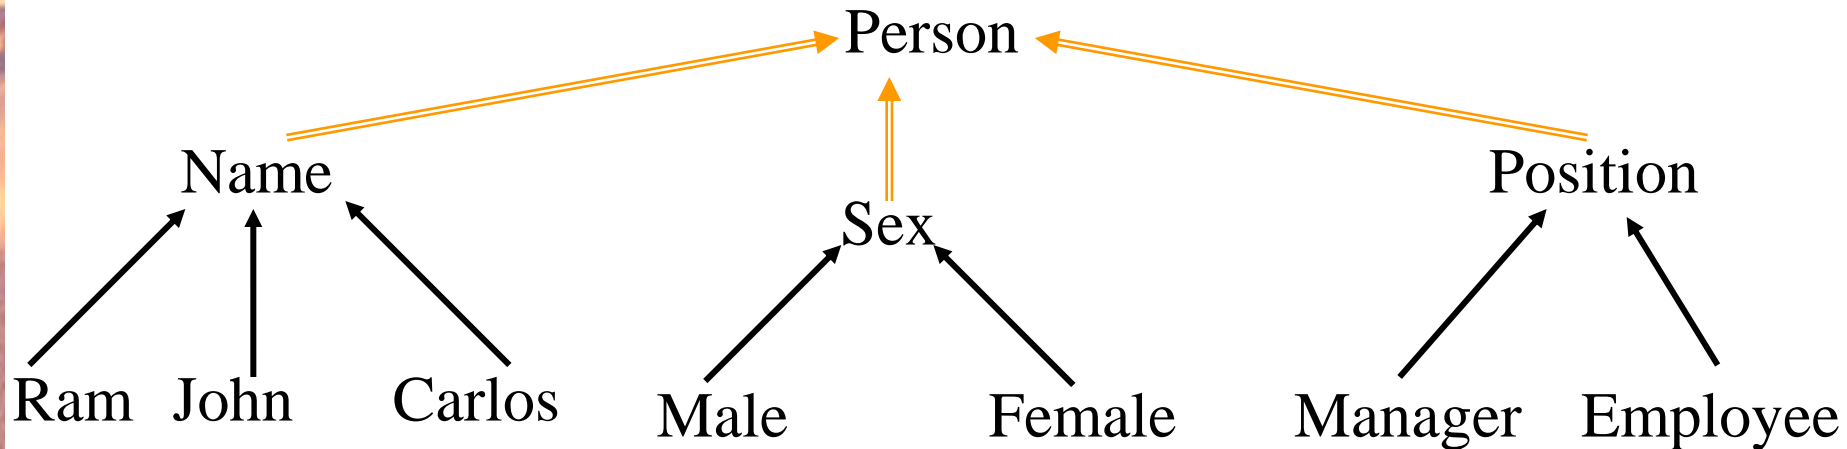 Person
Name
Sex
Position
Ram John Carlos Male Female Manager Employee